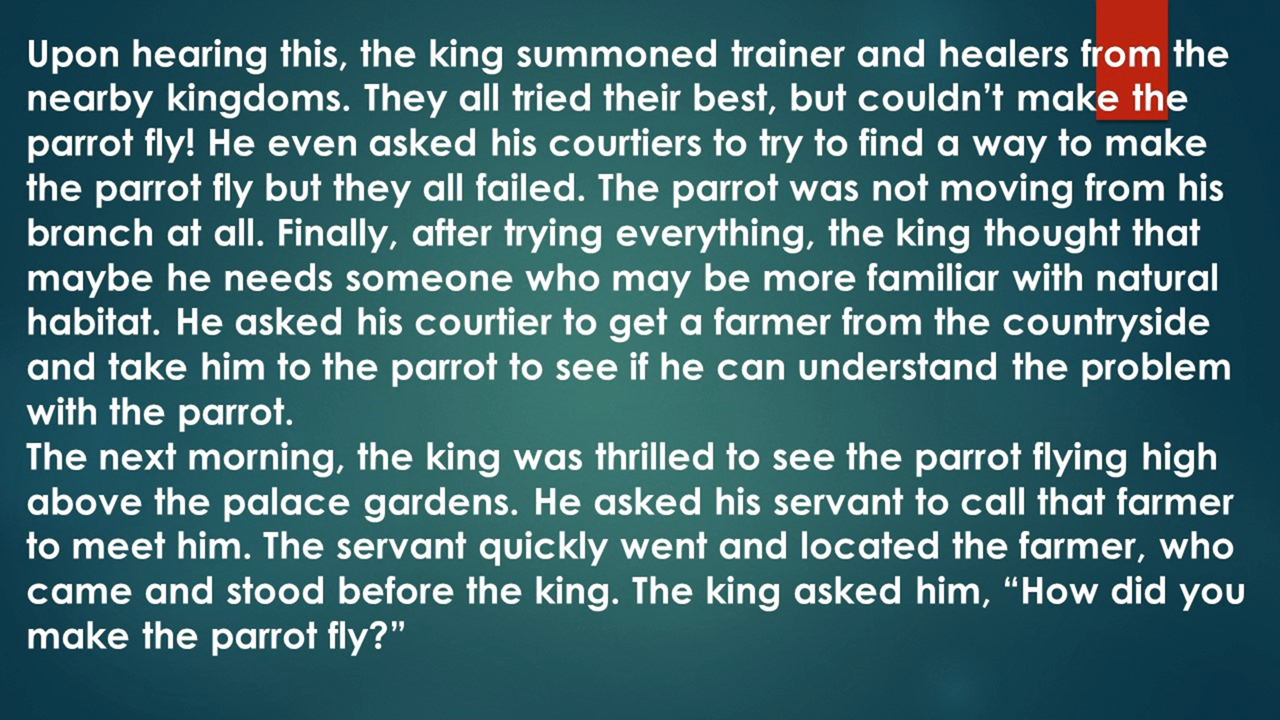 Upon hearing this, the king summoned trainer and healers from the
nearby kingdoms. They all tried their best, but couldn’t make the
parrot fly! He even asked his courtiers to try to find a way to make
the parrot fly but they all failed. The parrot was not moving from his
branch at all. Finally, after trying everything, the king thought that
maybe he needs someone who may be more familiar with natural
habitat. He asked his courtier to get a farmer from the countryside
and take him to the parrot to see if he can understand the problem
with the parrot.
The next morning, the king was thrilled to see the parrot flying high
above the palace gardens. He asked his servant to call that farmer
to meet him. The servant quickly went and located the farmer, who
came and stood before the king. The king asked him, “How did you
make the parrot fly?”